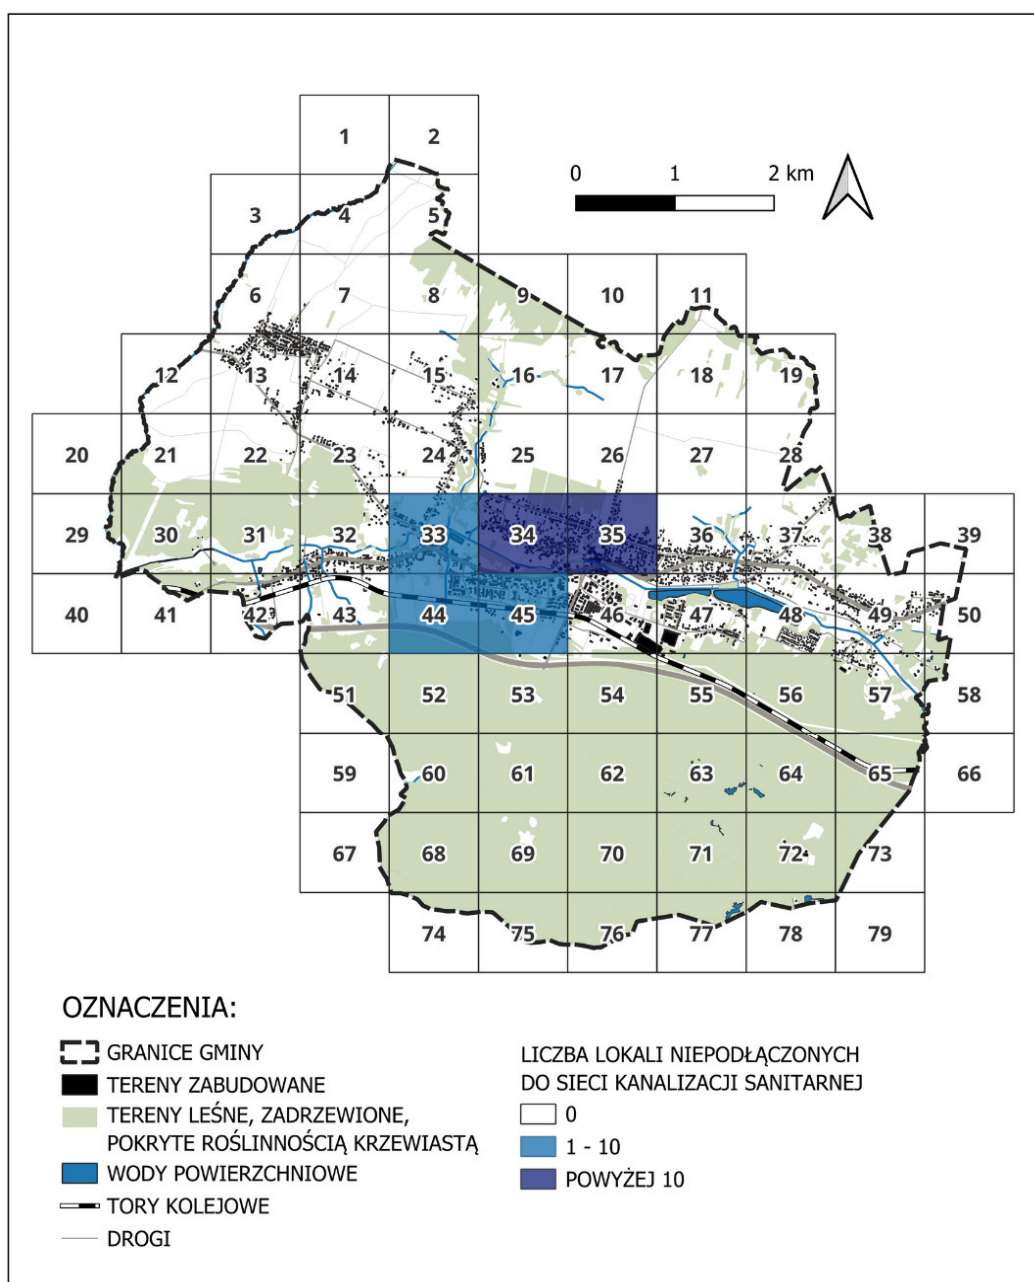 1 2
0 1 2 km
3 4 5
6 7 8 9 10 11
12 13 14 15 16 17 18 19
20 21 22 23 24 25 26 27 28
29 30 31 32 33 34 35 36 37 38 39
40 41 42 43 44 45 46 47 48 49 50
51 52 53 54 55 56 57 58
59 60 61 62 63 64 65 66
67 68 69 70 71 72 73
74 75 76 77 78 79
OZNACZENIA:
GRANICE GMINY
TERENY ZABUDOWANE
TERENY LEŚNE, ZADRZEWIONE,
POKRYTE ROŚLINNOŚCIĄ KRZEWIASTĄ
WODY POWIERZCHNIOWE
TORY KOLEJOWE
DROGI
LICZBA LOKALI NIEPODŁĄCZONYCH
DO SIECI KANALIZACJI SANITARNEJ
0
1 - 10
POWYŻEJ 10